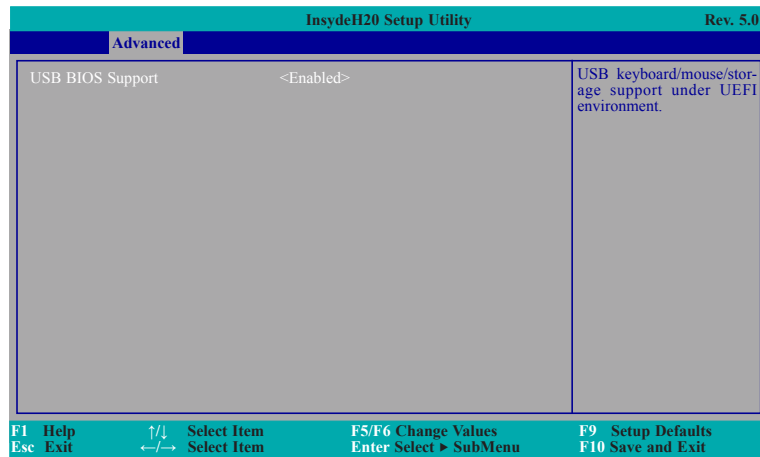 InsydeH20 Setup Utility Rev. 5.0
Advanced
USB BIOS Support <Enabled>
USB keyboard/mouse/stor-
age support under UEFI
environment.
F1 Help ↑/↓ Select Item F5/F6 Change Values F9 Setup Defaults
Esc Exit ←/→ Select Item Enter Select ▶ SubMenu F10 Save and Exit